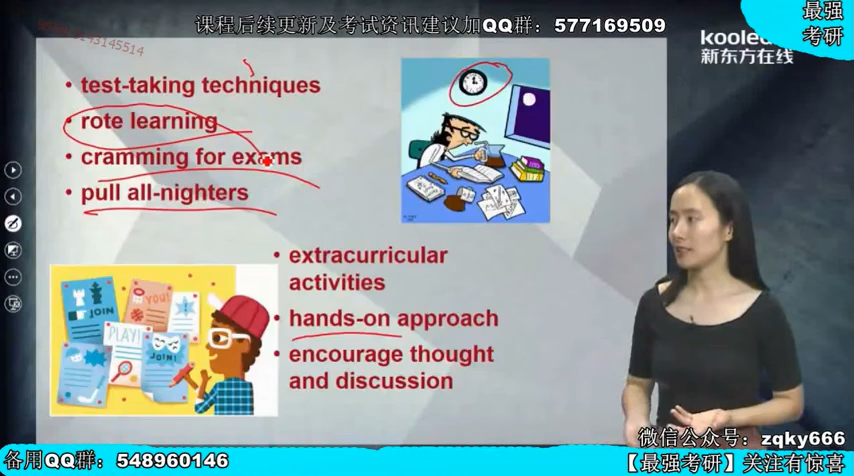 课程后续更新及考试资讯建议加QQ群：577169509
最强
考研
新东方在线
• test-taking techniques
• rote learning
• cramming for exams
• pull all-nighters
• extracurricular
activities
• hands-on approach
• encourage thought
and discussion
JOIN
YOU!
PLAY!
JOIN!
微信公众号：zqky666
备用QQ群：548960146
【最强考研】关注有惊喜